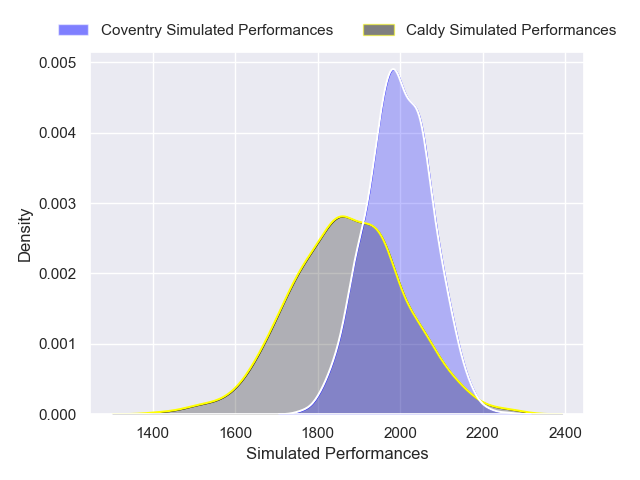 Coventry Simulated Performances Caldy Simulated Performances
0.005
0.004
0.003
0.002
0.001
0.000
Density
1400 1600 1800 2000 2200 2400
Simulated Performances